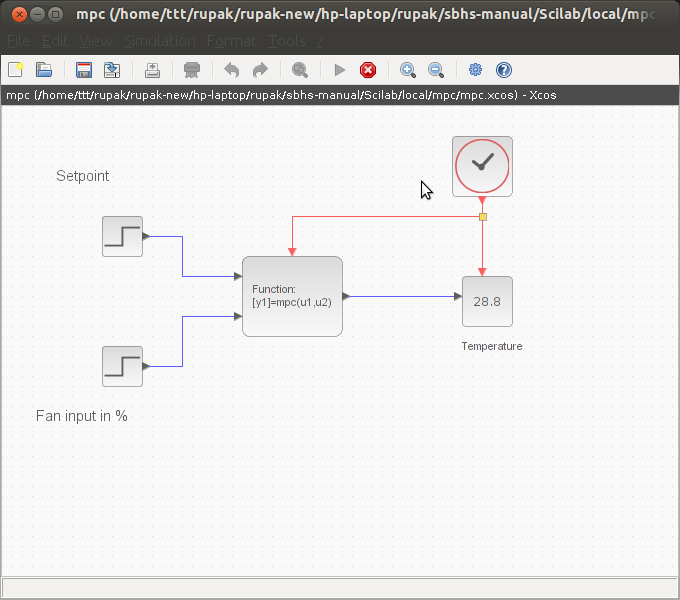 mpc (/home/ttt/rupak/rupak-new/hp-laptop/rupak/sbhs-manual/Scilab/local/mpc
File Edit View Simulation Format Tools ?
mpc (/home/ttt/rupak/rupak-new/hp-laptop/rupak/sbhs-manual/Scilab/local/mpc/mpc.xcos) - Xcos
Setpoint
Function:
[y1]=mpc(u1,u2)
28.8
Temperature
Fan input in %